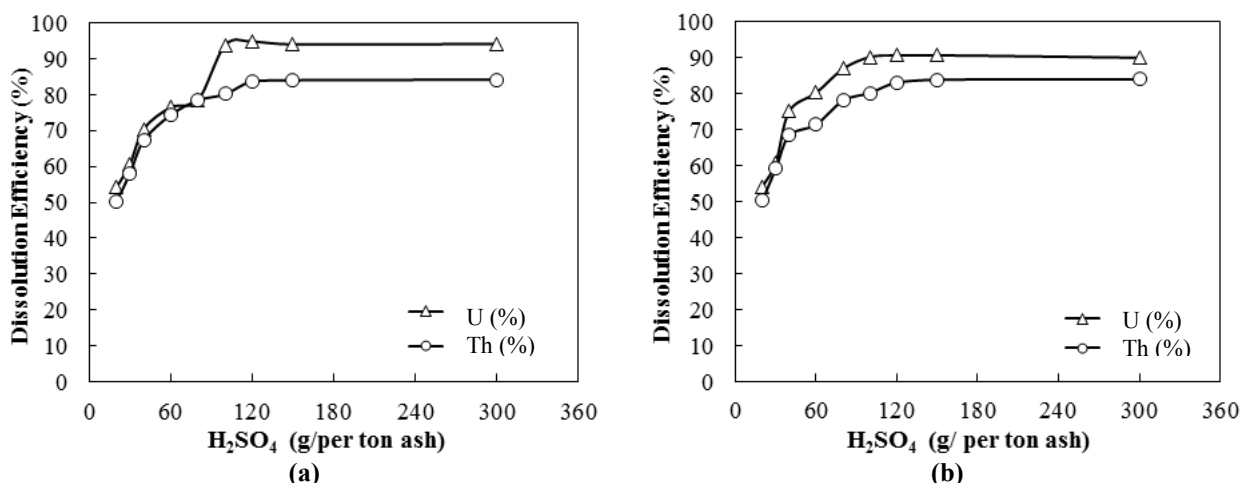 100
90
80
70
60
50
40
30
20
10
0
Dissolution Efficiency (%)
U (%)
Th (%)
0 60 120 180 240 300 360
H₂SO₄ (g/per ton ash)
(a)
100
90
80
70
60
50
40
30
20
10
0
Dissolution Efficiency (%)
U (%)
Th (%)
0 60 120 180 240 300 360
H₂SO₄ (g/ per ton ash)
(b)